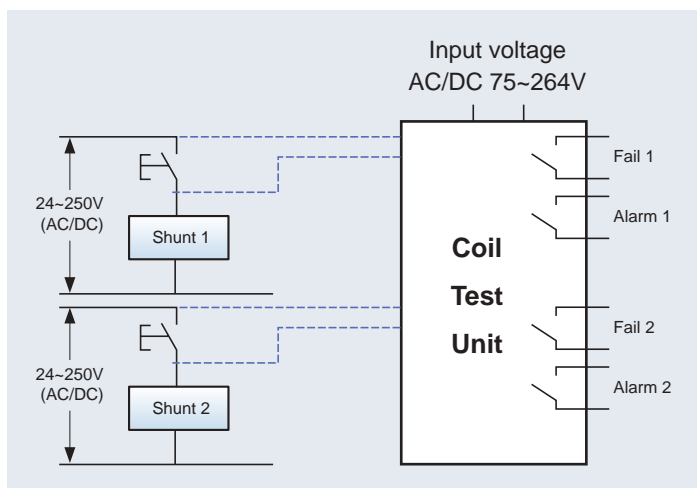 Input voltage
AC/DC 75~264V
24~250V
(AC/DC)
Shunt 1
Fail 1
Alarm 1
Coil
Test
Unit
24~250V
(AC/DC)
Shunt 2
Fail 2
Alarm 2